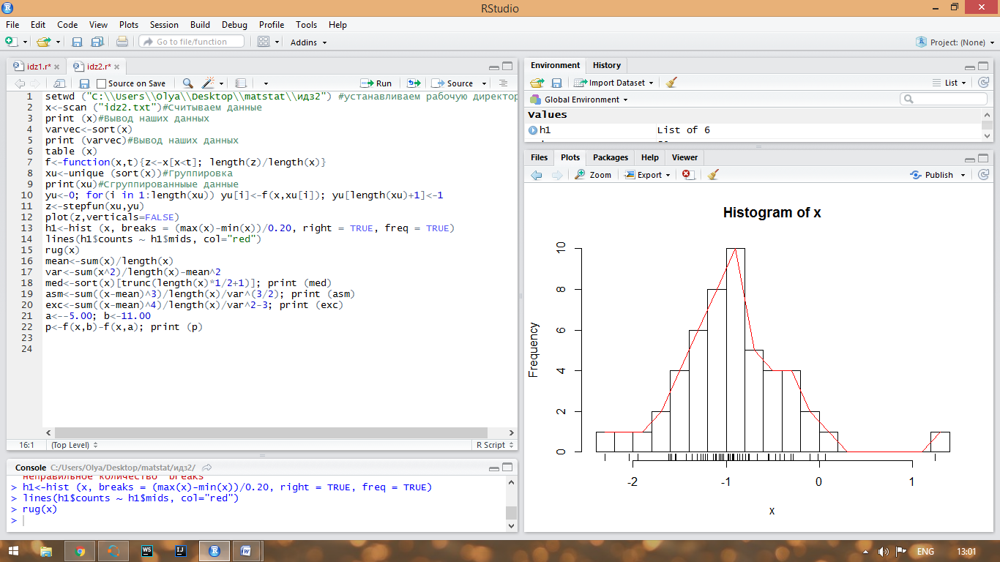 RStudio
File Edit Code View Plots Session Build Debug Profile Tools Help
Go to file/function Addins Project: (None)
idz1.r* idz2.r*
Source on Save Run Source
1 setwd ("C:\\Users\\Olya\\Desktop\\matstat\\идз2") #устанавливаем рабочую директор
2 x<-scan ("idz2.txt")#Считываем данные
3 print (x)#Вывод наших данных
4 varvec<-sort(x)
5 print (varvec)#Вывод наших данных
6 table (x)
7 f<-function(x,t){z<-x[x<t]; length(z)/length(x)}
8 xu<-unique (sort(x))#Группировка
9 print(xu)#Сгруппированныые данные
10 yu<-0; for(i in 1:length(xu)) yu[i]<-f(x,xu[i]); yu[length(xu)+1]<-1
11 z<-stepfun(xu,yu)
12 plot(z,verticals=FALSE)
13 h1<-hist (x, breaks = (max(x)-min(x))/0.20, right = TRUE, freq = TRUE)
14 lines(h1$counts ~ h1$mids, col="red")
15 rug(x)
16 mean<-sum(x)/length(x)
17 var<-sum(x^2)/length(x)-mean^2
18 med<-sort(x)[trunc(length(x)*1/2+1)]; print (med)
19 asm<-sum((x-mean)^3)/length(x)/var^(3/2); print (asm)
20 exc<-sum((x-mean)^4)/length(x)/var^2-3; print (exc)
21 a<--5.00; b<-11.00
22 p<-f(x,b)-f(x,a); print (p)
23
24
16:1 (Top Level) R Script
Console C:/Users/Olya/Desktop/matstat/идз2/
неправильное количество 'breaks'
> h1<-hist (x, breaks = (max(x)-min(x))/0.20, right = TRUE, freq = TRUE)
> lines(h1$counts ~ h1$mids, col="red")
> rug(x)
>
Environment History
Import Dataset List
Global Environment
Values
h1 List of 6
Files Plots Packages Help Viewer
Zoom Export Publish
Histogram of x
Frequency
10
8
6
4
2
0
-2 -1 0 1
x
WS IJ R W ENG 13:01